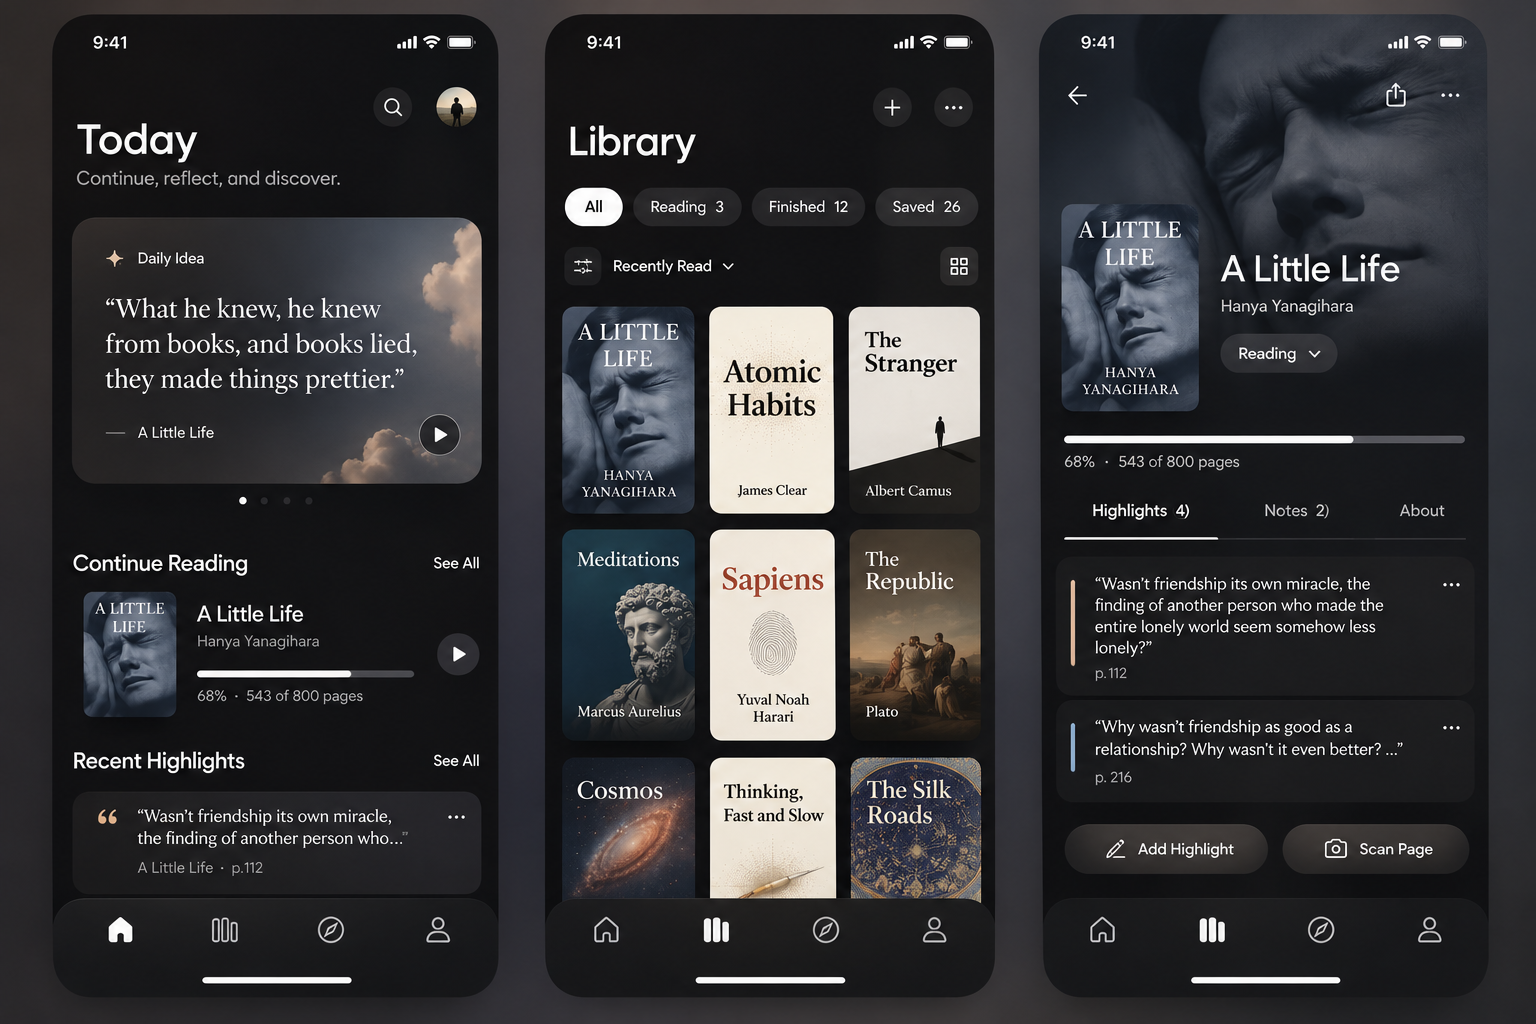 9:41
Today
Continue, reflect, and discover.
Daily Idea
“What he knew, he knew
from books, and books lied,
they made things prettier.”
— A Little Life
Continue Reading
See All
A LITTLE
LIFE
A Little Life
Hanya Yanagihara
68% · 543 of 800 pages
Recent Highlights
See All
“Wasn’t friendship its own miracle,
the finding of another person who...”
A Little Life · p.112
9:41
Library
All
Reading 3
Finished 12
Saved 26
Recently Read
A LITTLE
LIFE
HANYA
YANAGIHARA
Atomic
Habits
James Clear
The
Stranger
Albert Camus
Meditations
Marcus Aurelius
Sapiens
Yuval Noah
Harari
The
Republic
Plato
Cosmos
Thinking,
Fast and Slow
The Silk
Roads
9:41
A LITTLE
LIFE
HANYA
YANAGIHARA
A Little Life
Hanya Yanagihara
Reading
68% · 543 of 800 pages
Highlights 4)
Notes 2)
About
“Wasn’t friendship its own miracle, the
finding of another person who made the
entire lonely world seem somehow less
lonely?”
p.112
“Why wasn’t friendship as good as a
relationship? Why wasn’t it even better? ...”
p. 216
Add Highlight
Scan Page